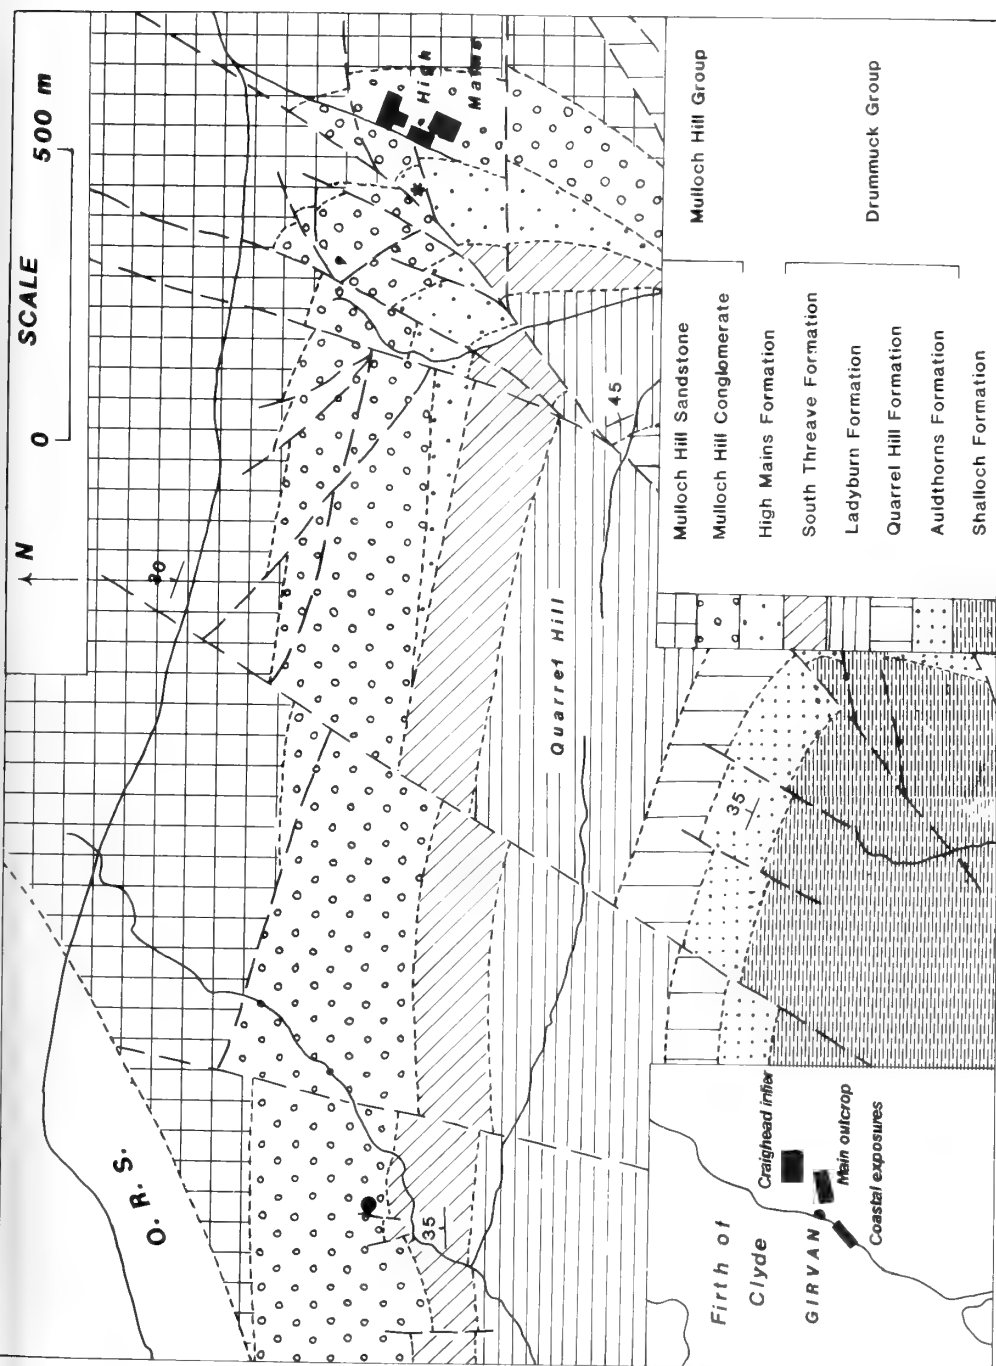 N
SCALE
0 500 m
O. R. S.
20
High
Mains
*
Quarrel Hill
45
35
35
Mulloch Hill Sandstone
Mulloch Hill Conglomerate
Mulloch Hill Group
High Mains Formation
South Threave Formation
Ladyburn Formation
Quarrel Hill Formation
Auldthorns Formation
Drummuck Group
Shalloch Formation
Firth of
Clyde
GIRVAN
Craighead inlier
Main outcrop
Coastal exposures